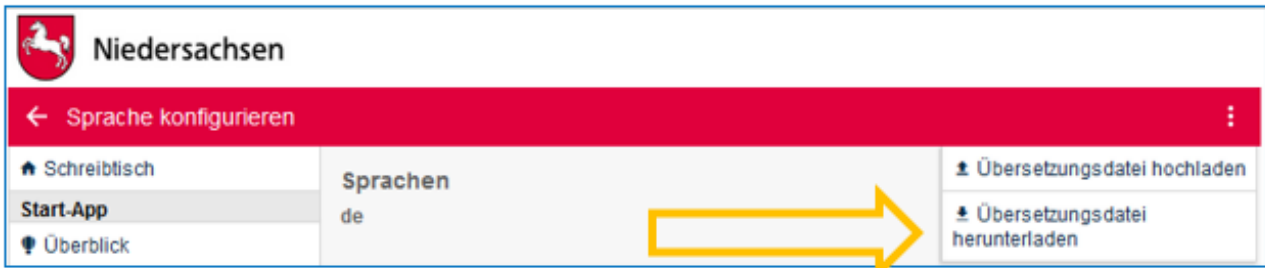 Niedersachsen
← Sprache konfigurieren
Schreibtisch
Start-App
Überblick
Sprachen
de
Übersetzungsdatei hochladen
Übersetzungsdatei
herunterladen